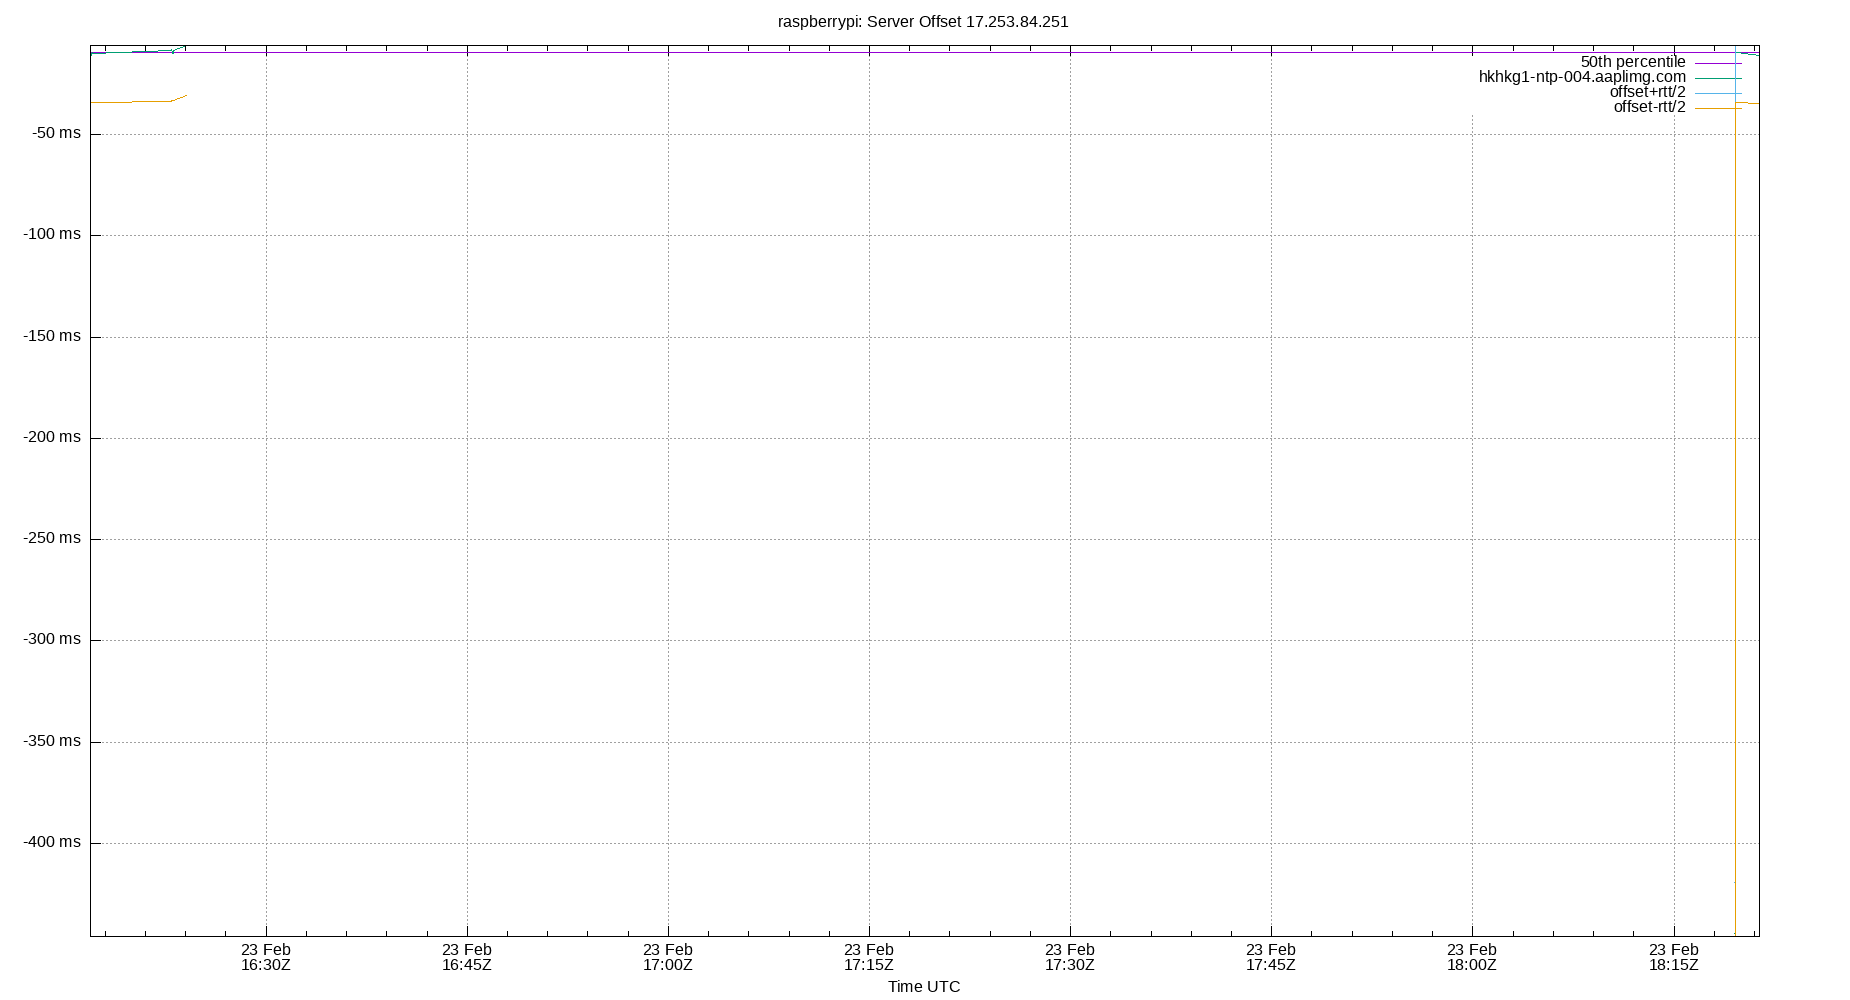 raspberrypi: Server Offset 17.253.84.251
50th percentile
hkhkg1-ntp-004.aaplimg.com
offset+rtt/2
offset-rtt/2
-50 ms
-100 ms
-150 ms
-200 ms
-250 ms
-300 ms
-350 ms
-400 ms
23 Feb 23 Feb 23 Feb 23 Feb 23 Feb 23 Feb 23 Feb 23 Feb
16:30Z 16:45Z 17:00Z 17:15Z 17:30Z 17:45Z 18:00Z 18:15Z
Time UTC